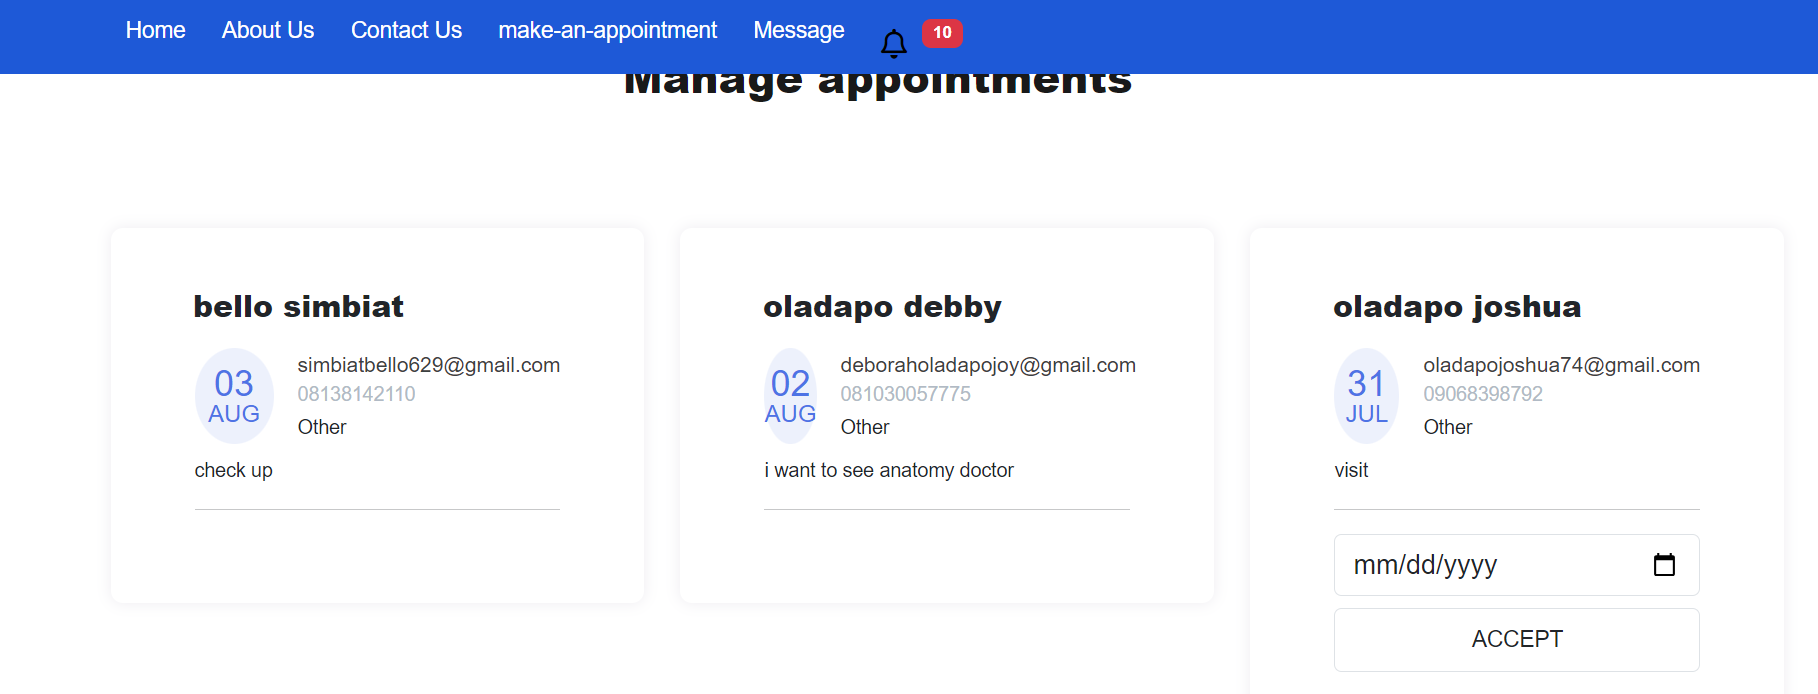 Home About Us Contact Us make-an-appointment Message 10
Manage appointments
bello simbiat
03
AUG
simbiatbello629@gmail.com
08138142110
Other
check up
oladapo debby
02
AUG
deboraholadapojoy@gmail.com
081030057775
Other
i want to see anatomy doctor
oladapo joshua
31
JUL
oladapojoshua74@gmail.com
09068398792
Other
visit
mm/dd/yyyy
ACCEPT